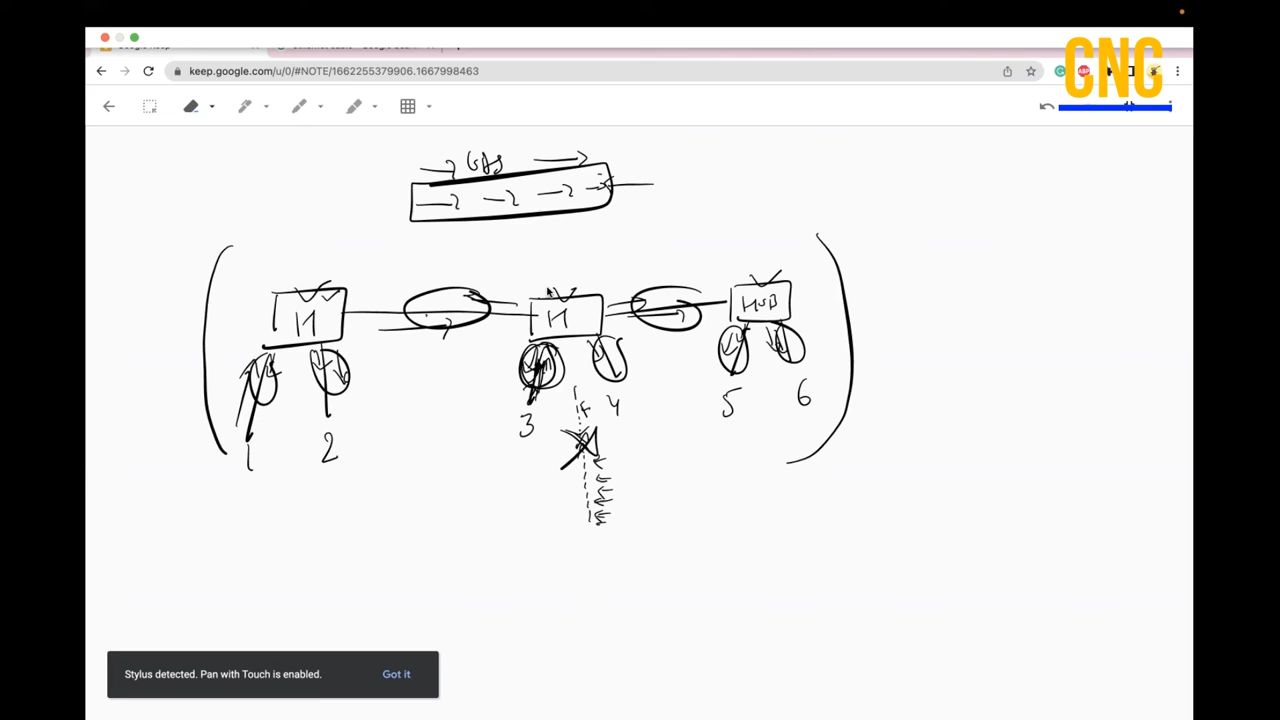 CNC
keep.google.com/u/0/#NOTE/1662255379906.1667998463
GAS
H
H
HUB
1
2
3
4
5
6
Stylus detected. Pan with Touch is enabled.
Got it